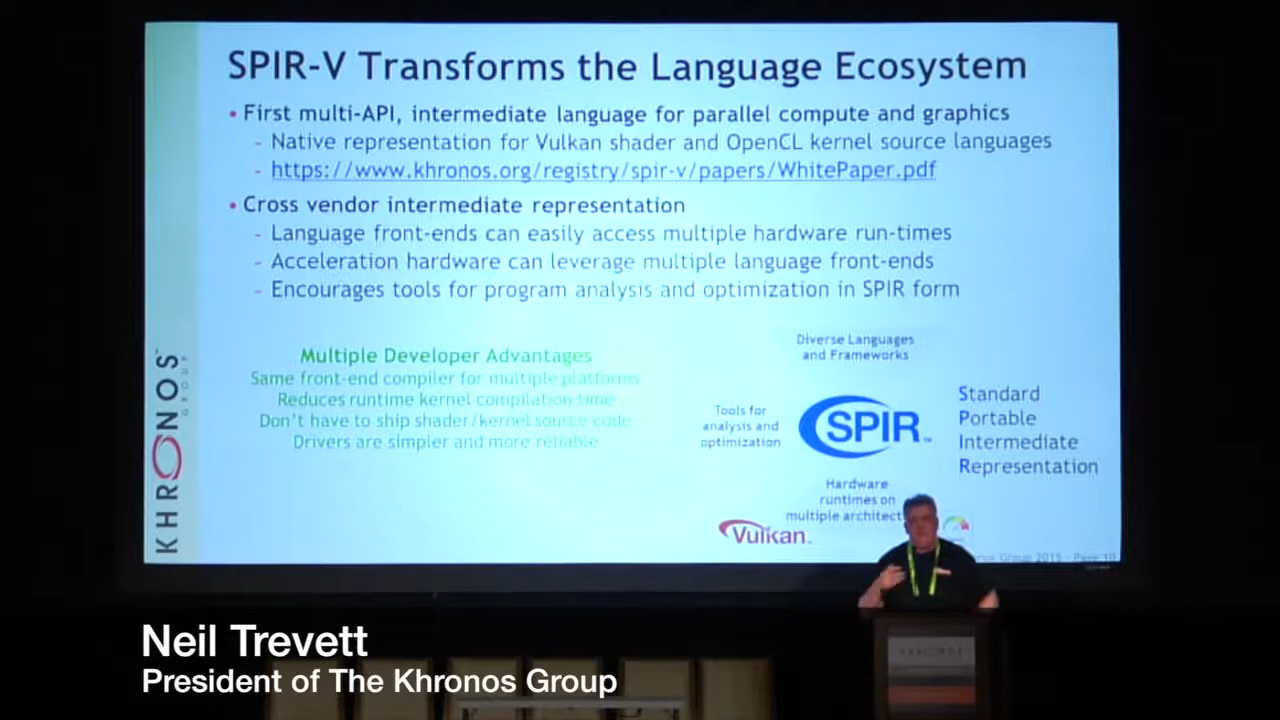 SPIR-V Transforms the Language Ecosystem
• First multi-API, intermediate language for parallel compute and graphics
- Native representation for Vulkan shader and OpenCL kernel source languages
- https://www.khronos.org/registry/spir-v/papers/WhitePaper.pdf
• Cross vendor intermediate representation
- Language front-ends can easily access multiple hardware run-times
- Acceleration hardware can leverage multiple language front-ends
- Encourages tools for program analysis and optimization in SPIR form
Multiple Developer Advantages
Same front-end compiler for multiple platforms
Reduces runtime kernel compilation time
Don't have to ship shader/kernel source code
Drivers are simpler and more reliable
Diverse Languages
and Frameworks
Tools for
analysis and
optimization
SPIR™
Standard
Portable
Intermediate
Representation
Hardware
runtimes on
multiple
Vulkan
Group 2015 - Page 10
KHRONOS
GROUP
Neil Trevett
President of The Khronos Group